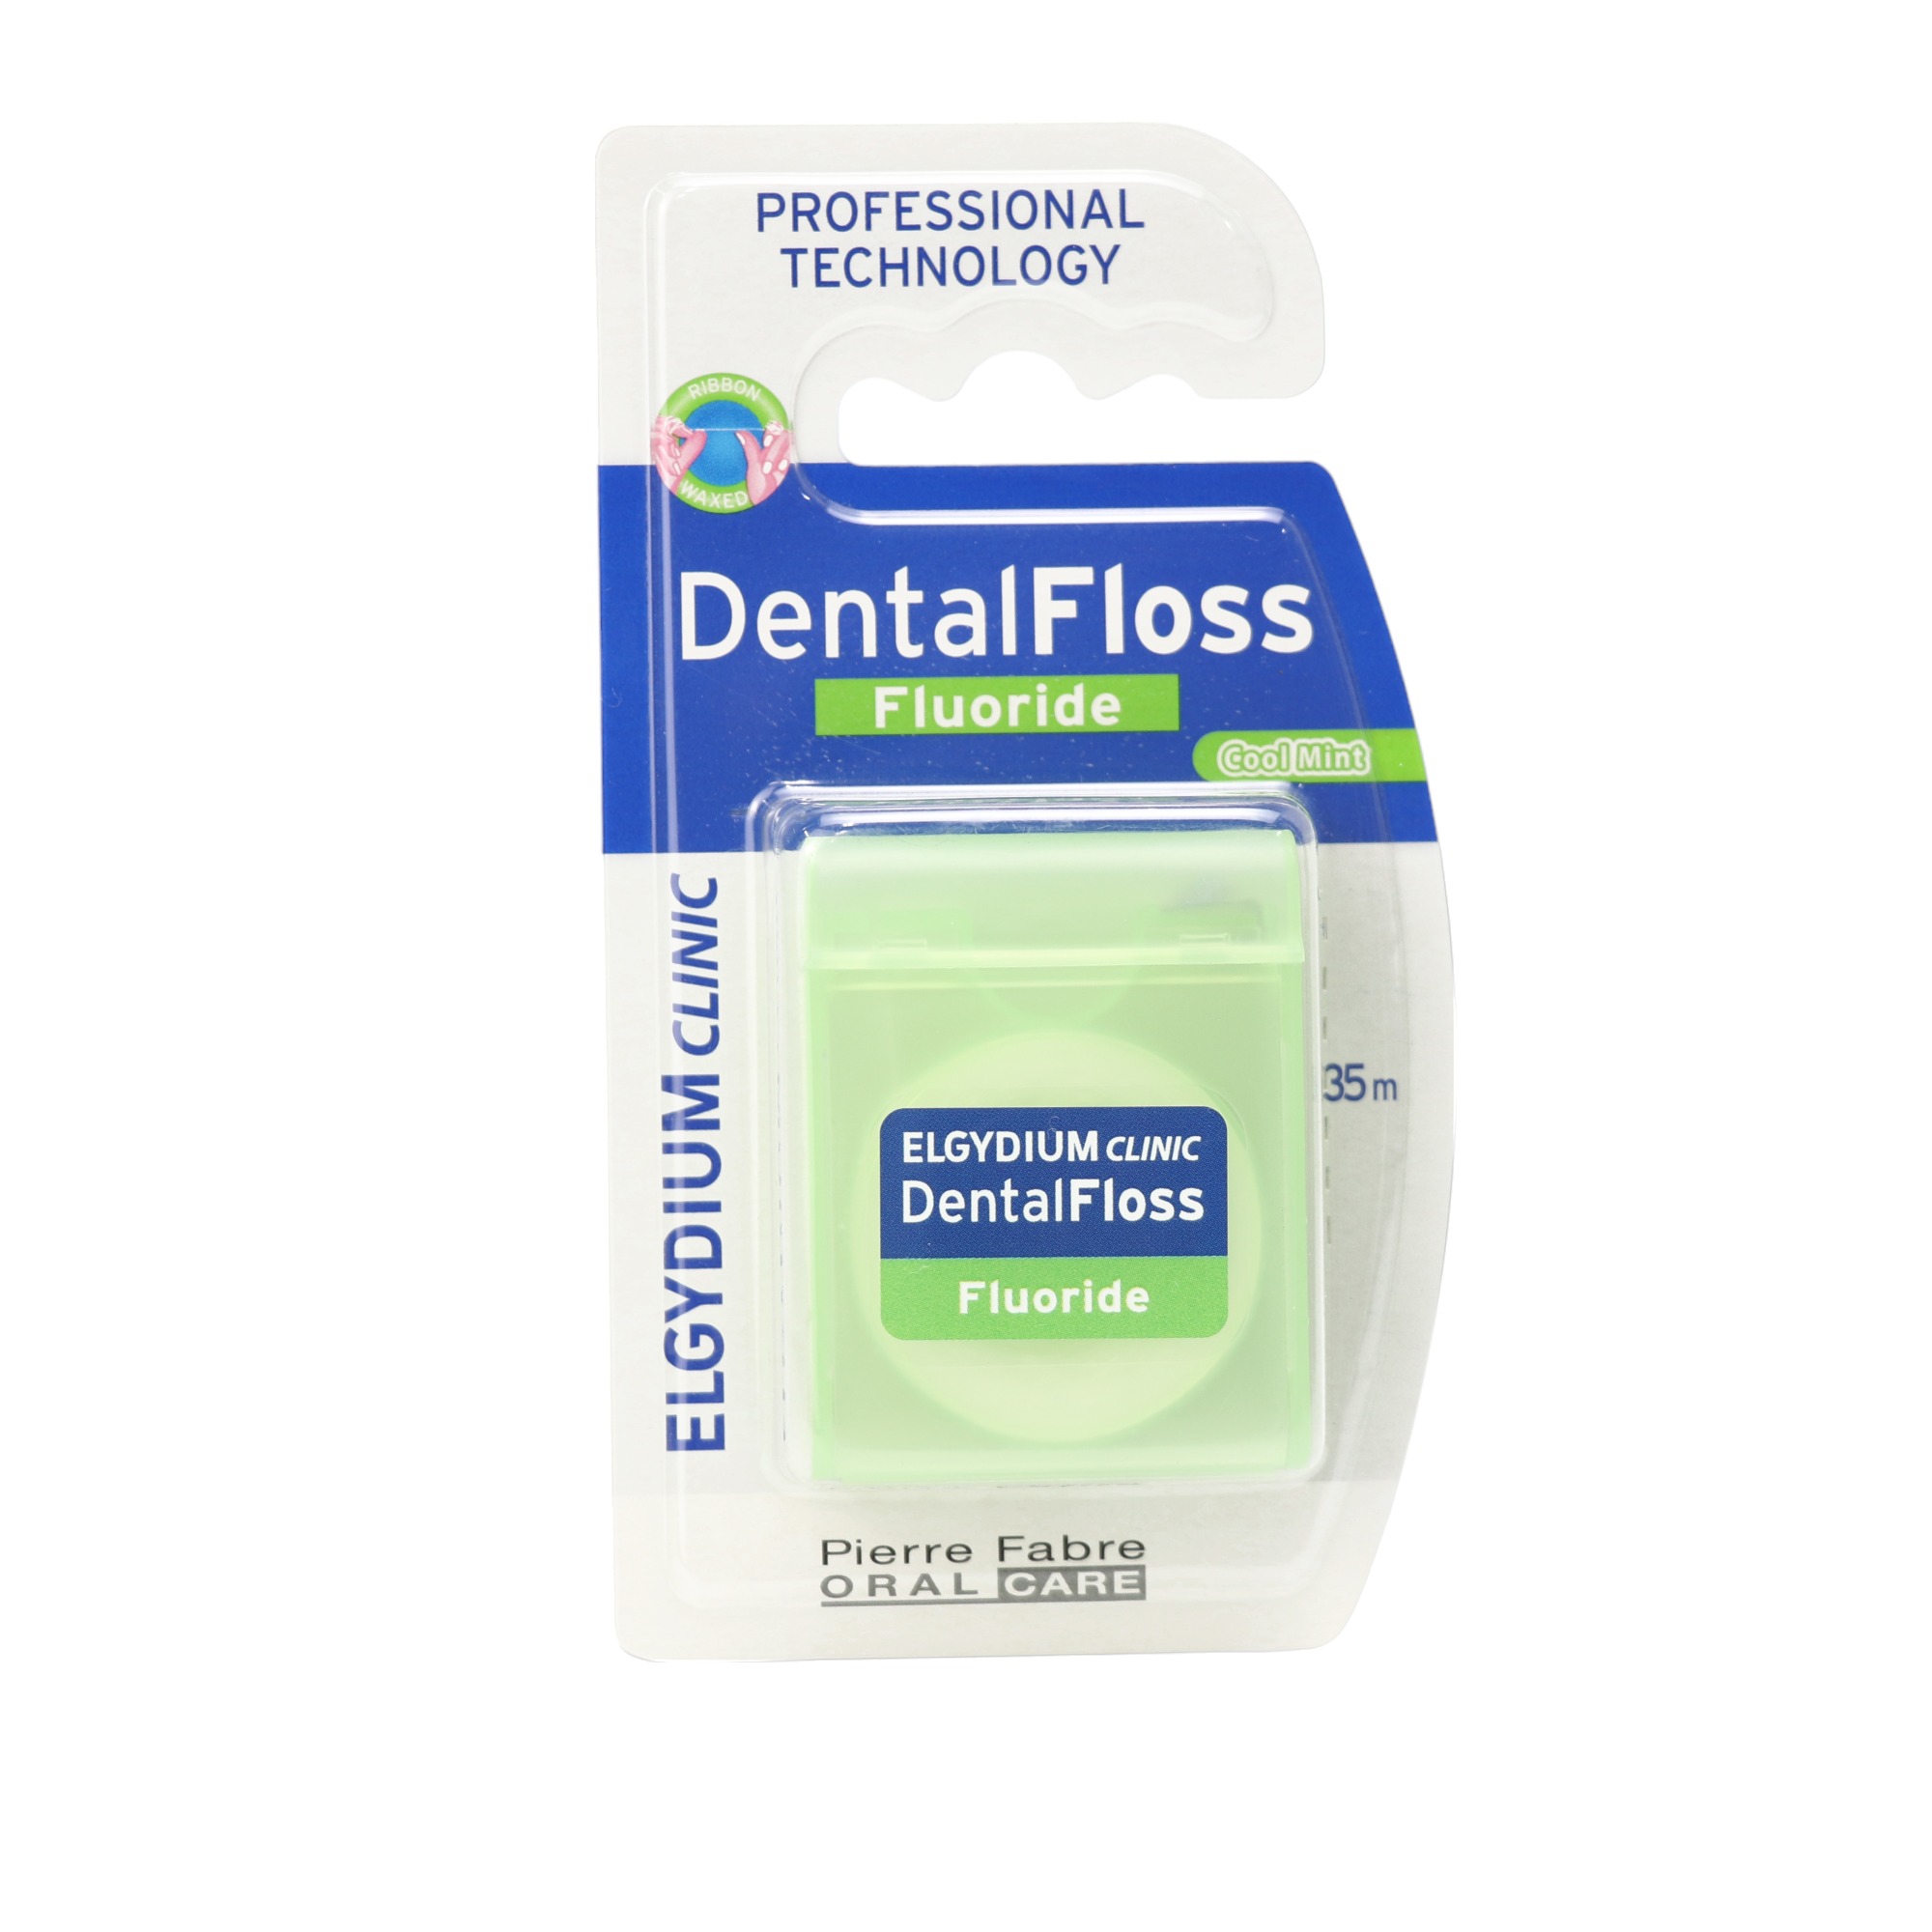 PROFESSIONAL
TECHNOLOGY
RIBBON
WAXED
DentalFloss
Fluoride
Cool Mint
ELGYDIUM CLINIC
35 m
ELGYDIUM CLINIC
DentalFloss
Fluoride
Pierre Fabre
ORAL CARE